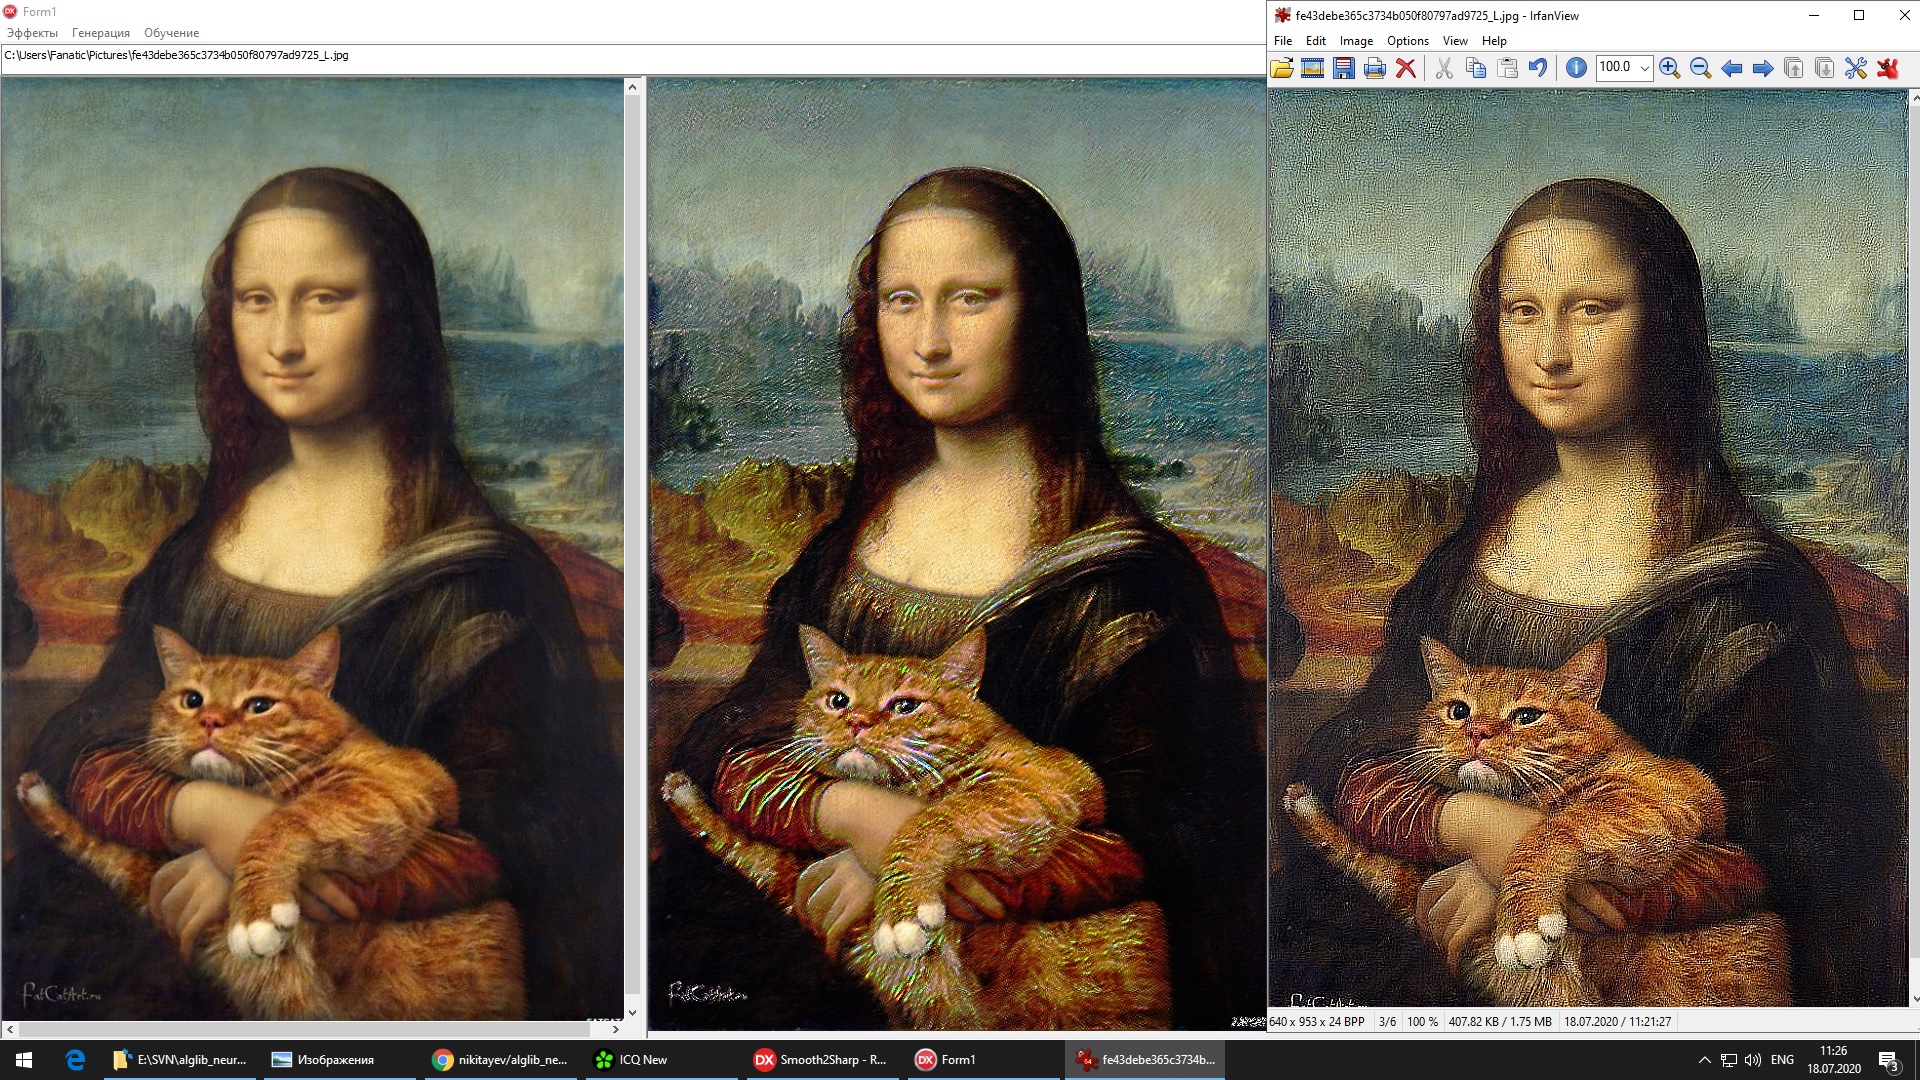 Form1
Эффекты Генерация Обучение
C:\Users\Fanatic\Pictures\fe43debe365c3734b050f80797ad9725_L.jpg
FatCatArt.ru
fe43debe365c3734b050f80797ad9725_L.jpg - IrfanView
File Edit Image Options View Help
100.0
640 x 953 x 24 BPP 3/6 100 % 407.82 KB / 1.75 MB 18.07.2020 / 11:21:27
E:\SVN\alglib_neur...
Изображения
nikitayev/alglib_ne...
ICQ New
Smooth2Sharp - R...
Form1
fe43debe365c3734b...
ENG
11:26
18.07.2020
3